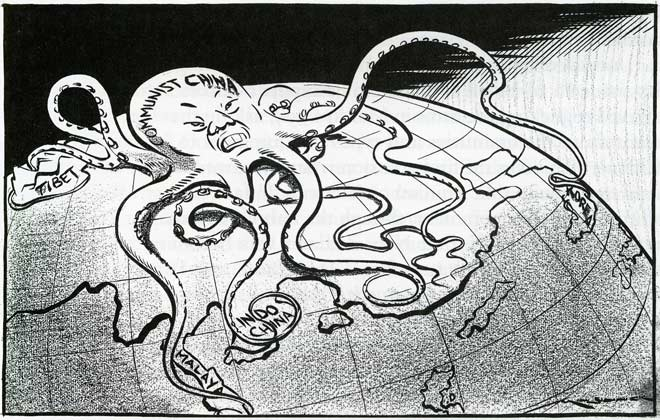 COMMUNIST CHINA
TIBET
KOREA
INDO
CHINA
MALAYA